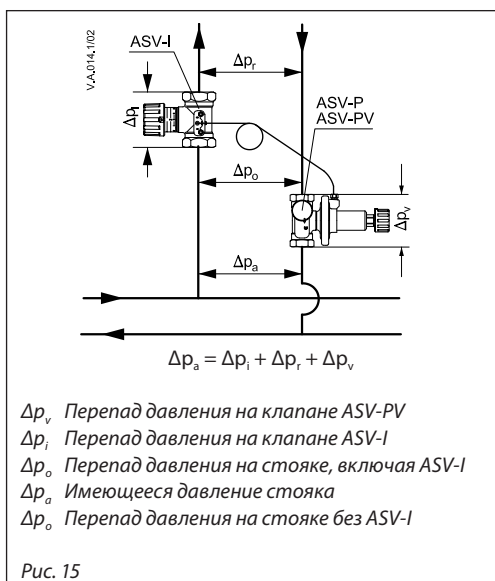 V.A.014.1/02
ASV-I
Δpᵣ
ASV-P
ASV-PV
Δpᵢ
Δpₒ
Δpᵥ
Δpₐ
Δpₐ = Δpᵢ + Δpᵣ + Δpᵥ
Δpᵥ Перепад давления на клапане ASV-PV
Δpᵢ Перепад давления на клапане ASV-I
Δpₒ Перепад давления на стояке, включая ASV-I
Δpₐ Имеющееся давление стояка
Δpₒ Перепад давления на стояке без ASV-I
Рис. 15